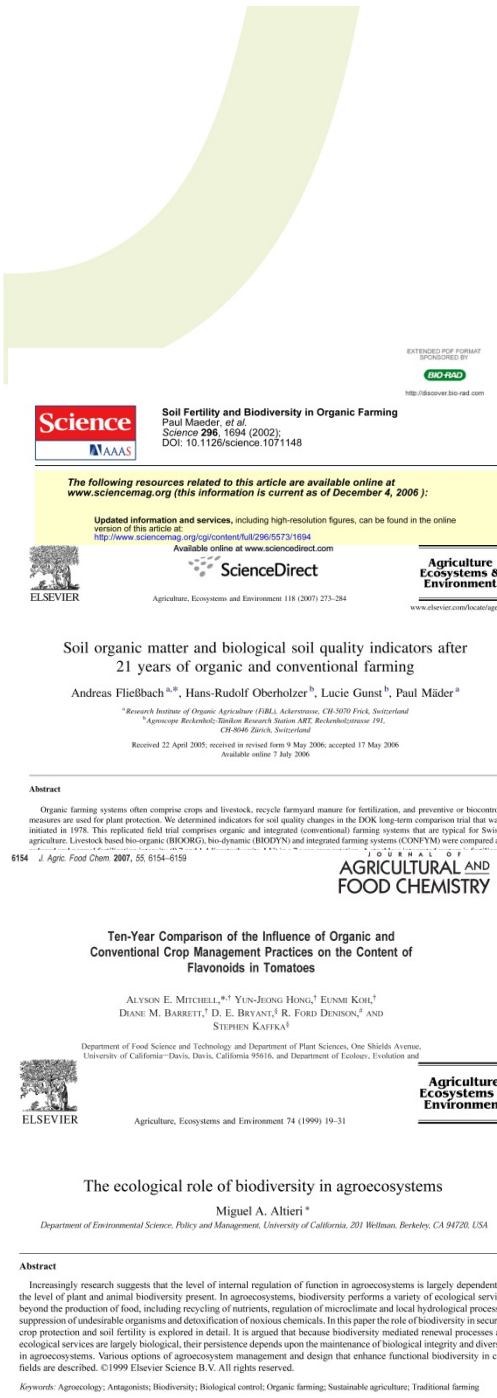 EXTENDED PDF FORMAT
SPONSORED BY
BIO-RAD
http://discover.bio-rad.com
Science
AAAS
Soil Fertility and Biodiversity in Organic Farming
Paul Maeder, et al.
Science 296, 1694 (2002);
DOI: 10.1126/science.1071148
The following resources related to this article are available online at
www.sciencemag.org (this information is current as of December 4, 2006 ):
Updated information and services, including high-resolution figures, can be found in the online
version of this article at:
http://www.sciencemag.org/cgi/content/full/296/5573/1694
Available online at www.sciencedirect.com
ScienceDirect
ELSEVIER
Agriculture, Ecosystems and Environment 118 (2007) 273–284
Agriculture
Ecosystems &
Environment
www.elsevier.com/locate/age
Soil organic matter and biological soil quality indicators after
21 years of organic and conventional farming
Andreas Fließbach a,*, Hans-Rudolf Oberholzer b, Lucie Gunst b, Paul Mäder a
a Research Institute of Organic Agriculture (FiBL), Ackerstrasse, CH-5070 Frick, Switzerland
b Agroscope Reckenholz-Tänikon Research Station ART, Reckenholzstrasse 191,
CH-8046 Zürich, Switzerland
Received 22 April 2005; received in revised form 9 May 2006; accepted 17 May 2006
Available online 7 July 2006
Abstract
Organic farming systems often comprise crops and livestock, recycle farmyard manure for fertilization, and preventive or biocontro
measures are used for plant protection. We determined indicators for soil quality changes in the DOK long-term comparison trial that wa
initiated in 1978. This replicated field trial comprises organic and integrated (conventional) farming systems that are typical for Swis
agriculture. Livestock based bio-organic (BIOORG), bio-dynamic (BIODYN) and integrated farming systems (CONFYM) were compared a
6154 J. Agric. Food Chem. 2007, 55, 6154–6159
JOURNAL OF
AGRICULTURAL AND
FOOD CHEMISTRY
Ten-Year Comparison of the Influence of Organic and
Conventional Crop Management Practices on the Content of
Flavonoids in Tomatoes
ALYSON E. MITCHELL,*,† YUN-JEONG HONG,† EUNMI KOH,†
DIANE M. BARRETT,† D. E. BRYANT,§ R. FORD DENISON,# AND
STEPHEN KAFFKA§
Department of Food Science and Technology and Department of Plant Sciences, One Shields Avenue,
University of California—Davis, Davis, California 95616, and Department of Ecology, Evolution and
ELSEVIER
Agriculture, Ecosystems and Environment 74 (1999) 19–31
Agriculture
Ecosystems
Environmen
The ecological role of biodiversity in agroecosystems
Miguel A. Altieri *
Department of Environmental Science, Policy and Management, University of California, 201 Wellman, Berkeley, CA 94720, USA
Abstract
Increasingly research suggests that the level of internal regulation of function in agroecosystems is largely dependent
the level of plant and animal biodiversity present. In agroecosystems, biodiversity performs a variety of ecological servi
beyond the production of food, including recycling of nutrients, regulation of microclimate and local hydrological process
suppression of undesirable organisms and detoxification of noxious chemicals. In this paper the role of biodiversity in secur
crop protection and soil fertility is explored in detail. It is argued that because biodiversity mediated renewal processes a
ecological services are largely biological, their persistence depends upon the maintenance of biological integrity and divers
in agroecosystems. Various options of agroecosystem management and design that enhance functional biodiversity in c
fields are described. ©1999 Elsevier Science B.V. All rights reserved.
Keywords: Agroecology; Antagonists; Biodiversity; Biological control; Organic farming; Sustainable agriculture; Traditional farming